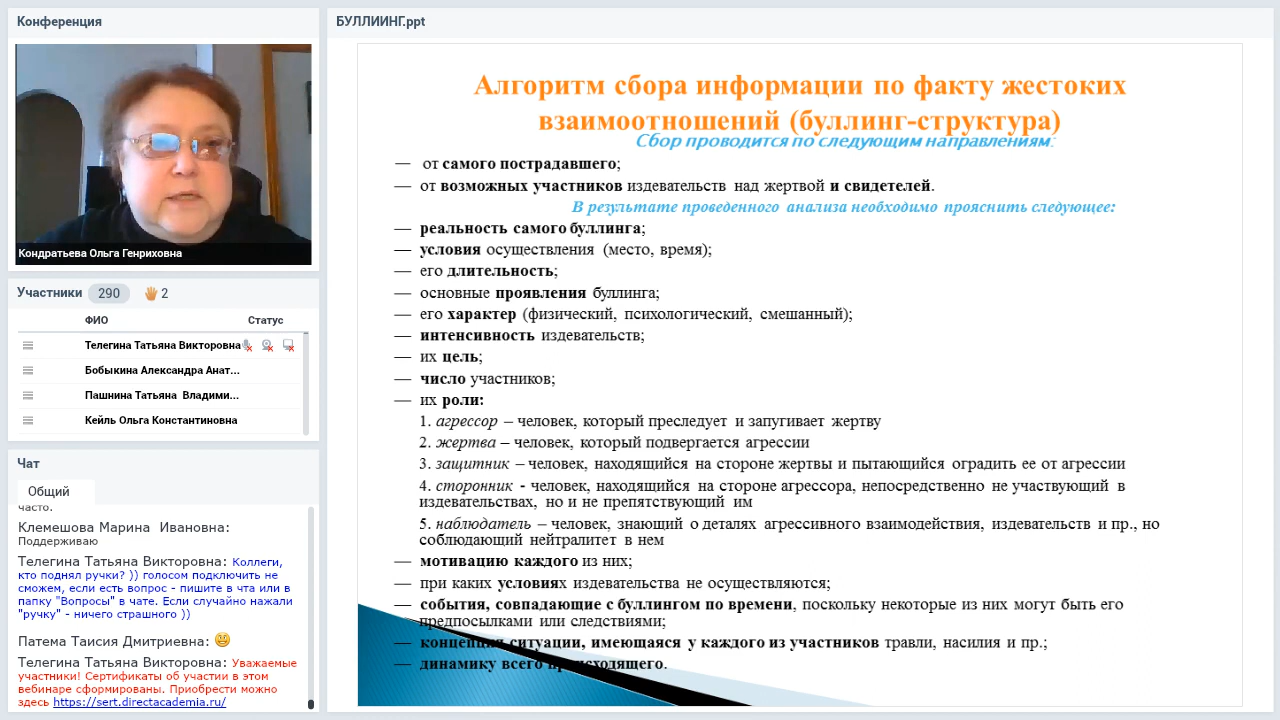 Конференция
Кондратьева Ольга Генриховна
Участники 290 2
ФИО Статус
Телегина Татьяна Викторовна
Бобыкина Александра Анат...
Пашнина Татьяна Владими...
Кейль Ольга Константиновна
Чат
Общий
часто.
Клемешова Марина Ивановна:
Поддерживаю
Телегина Татьяна Викторовна: Коллеги,
кто поднял ручки? )) голосом подключить не
сможем, если есть вопрос - пишите в чта или в
папку "Вопросы" в чате. Если случайно нажали
"ручку" - ничего страшного ))
Патема Таисия Дмитриевна:
Телегина Татьяна Викторовна: Уважаемые
участники! Сертификаты об участии в этом
вебинаре сформированы. Приобрести можно
здесь https://sert.directacademia.ru/
БУЛЛИИНГ.ppt
Алгоритм сбора информации по факту жестоких
взаимоотношений (буллинг-структура)
Сбор проводится по следующим направлениям:
— от самого пострадавшего;
— от возможных участников издевательств над жертвой и свидетелей.
В результате проведенного анализа необходимо прояснить следующее:
— реальность самого буллинга;
— условия осуществления (место, время);
— его длительность;
— основные проявления буллинга;
— его характер (физический, психологический, смешанный);
— интенсивность издевательств;
— их цель;
— число участников;
— их роли:
1. агрессор – человек, который преследует и запугивает жертву
2. жертва – человек, который подвергается агрессии
3. защитник – человек, находящийся на стороне жертвы и пытающийся оградить ее от агрессии
4. сторонник - человек, находящийся на стороне агрессора, непосредственно не участвующий в
издевательствах, но и не препятствующий им
5. наблюдатель – человек, знающий о деталях агрессивного взаимодействия, издевательств и пр., но
соблюдающий нейтралитет в нем
— мотивацию каждого из них;
— при каких условиях издевательства не осуществляются;
— события, совпадающие с буллингом по времени, поскольку некоторые из них могут быть его
предпосылками или следствиями;
— концепция ситуации, имеющаяся у каждого из участников травли, насилия и пр.;
— динамику всего происходящего.